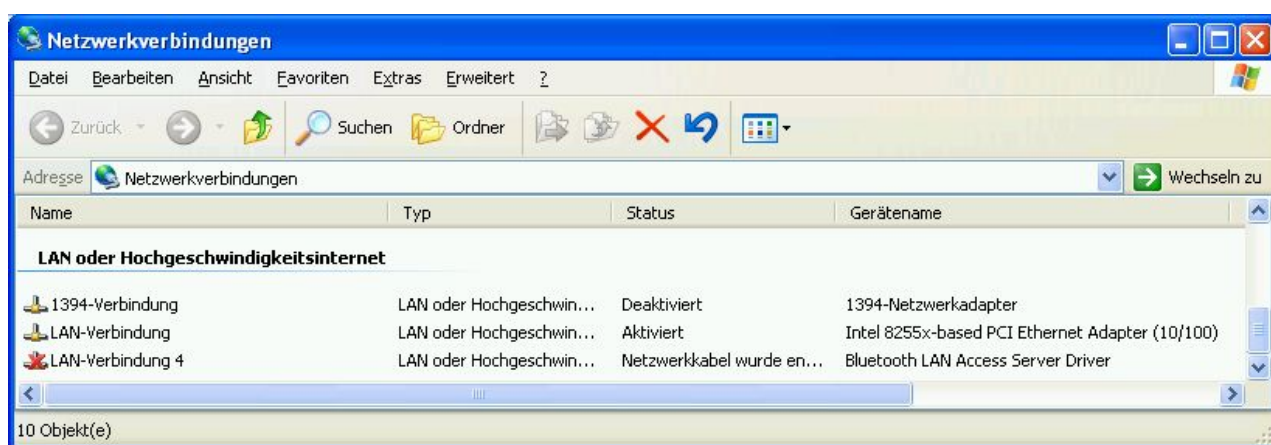 Netzwerkverbindungen
Datei Bearbeiten Ansicht Favoriten Extras Erweitert ?
Zurück Suchen Ordner
Adresse Netzwerkverbindungen Wechseln zu
Name Typ Status Gerätename
LAN oder Hochgeschwindigkeitsinternet
1394-Verbindung LAN oder Hochgeschwin... Deaktiviert 1394-Netzwerkadapter
LAN-Verbindung LAN oder Hochgeschwin... Aktiviert Intel 8255x-based PCI Ethernet Adapter (10/100)
LAN-Verbindung 4 LAN oder Hochgeschwin... Netzwerkkabel wurde en... Bluetooth LAN Access Server Driver
10 Objekt(e)